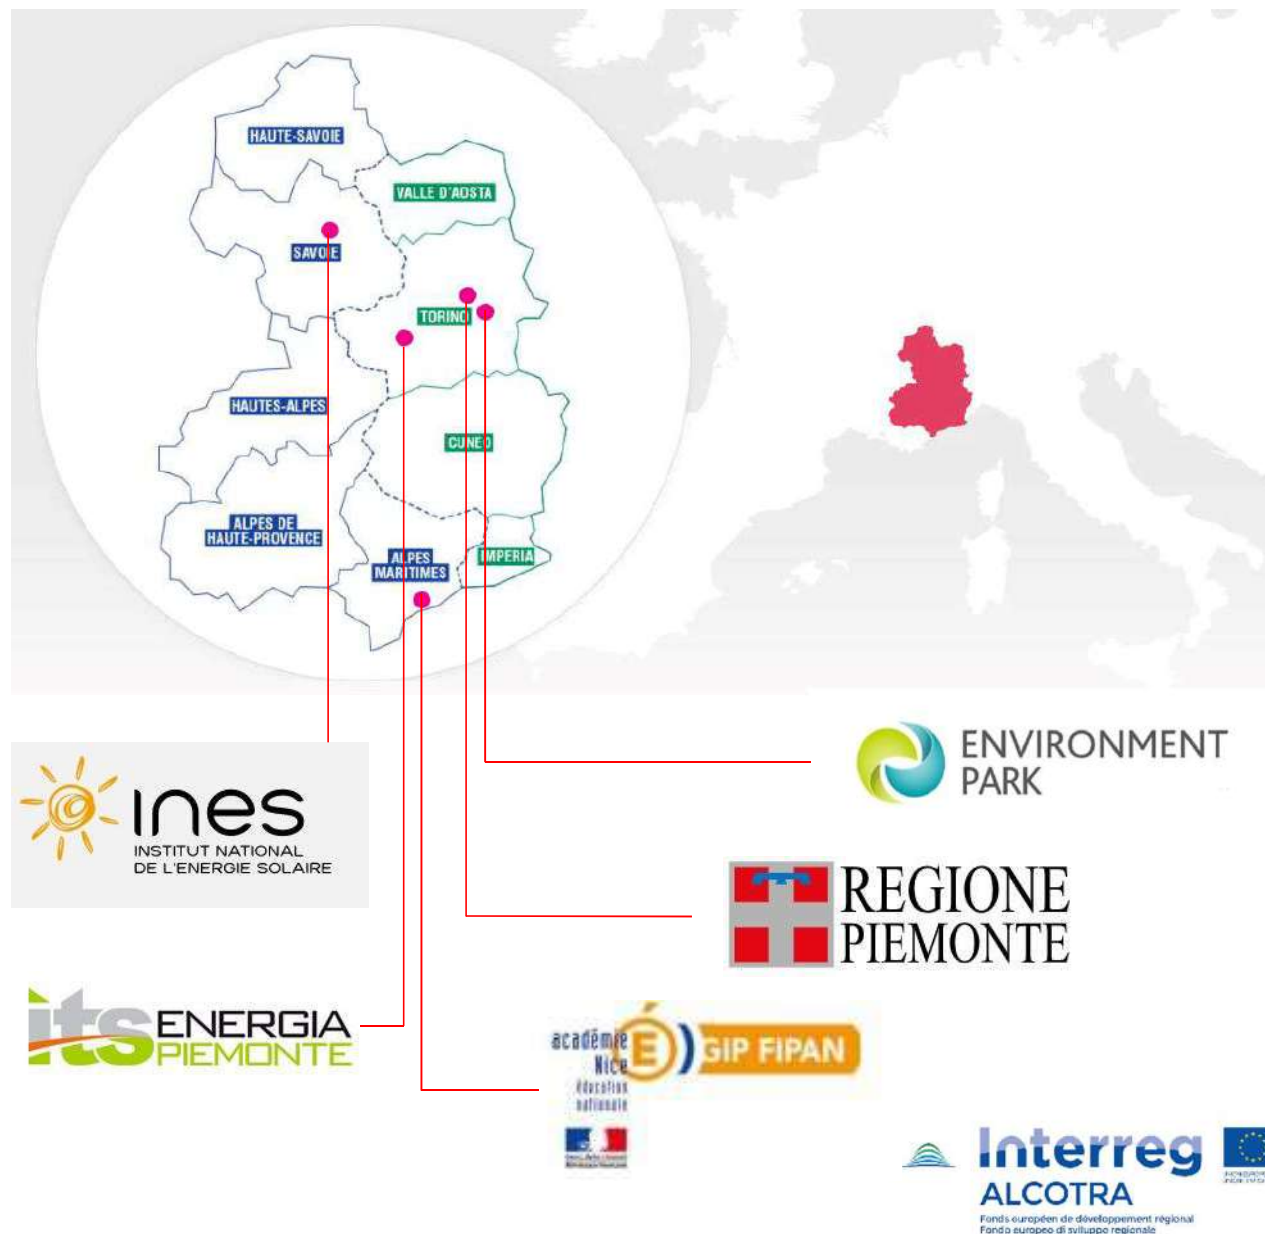 HAUTE-SAVOIE
VALLE D'AOSTA
SAVOIE
TORINO
HAUTES-ALPES
CUNEO
ALPES DE
HAUTE-PROVENCE
ALPES
MARITIMES
IMPERIA
ENVIRONMENT
PARK
ines
INSTITUT NATIONAL
DE L'ENERGIE SOLAIRE
REGIONE
PIEMONTE
its ENERGIA
PIEMONTE
académie
Nice
É
GIP FIPAN
éducation
nationale
Interreg
ALCOTRA
Fonds européen de développement régional
Fondo europeo di sviluppo regionale